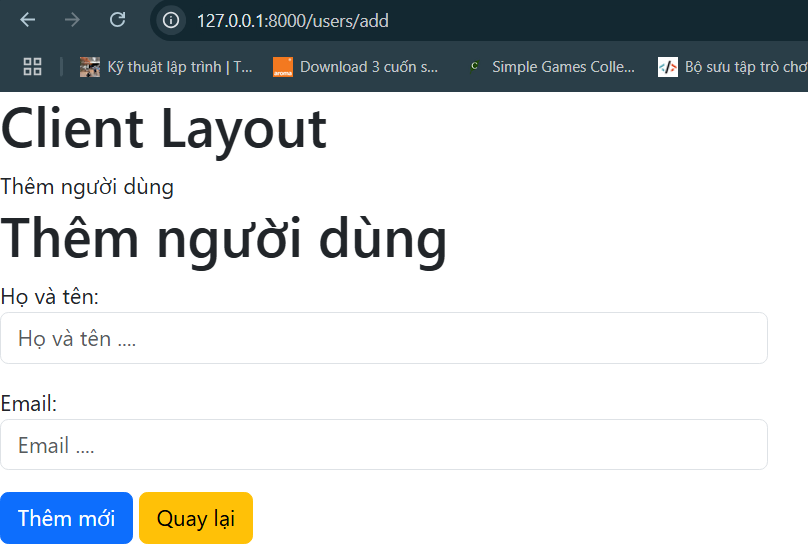 127.0.0.1:8000/users/add
Kỹ thuật lập trình | T... Download 3 cuốn s... C Simple Games Colle... </> Bộ sưu tập trò chơ
Client Layout
Thêm người dùng
Thêm người dùng
Họ và tên:
Họ và tên ....
Email:
Email ....
Thêm mới Quay lại